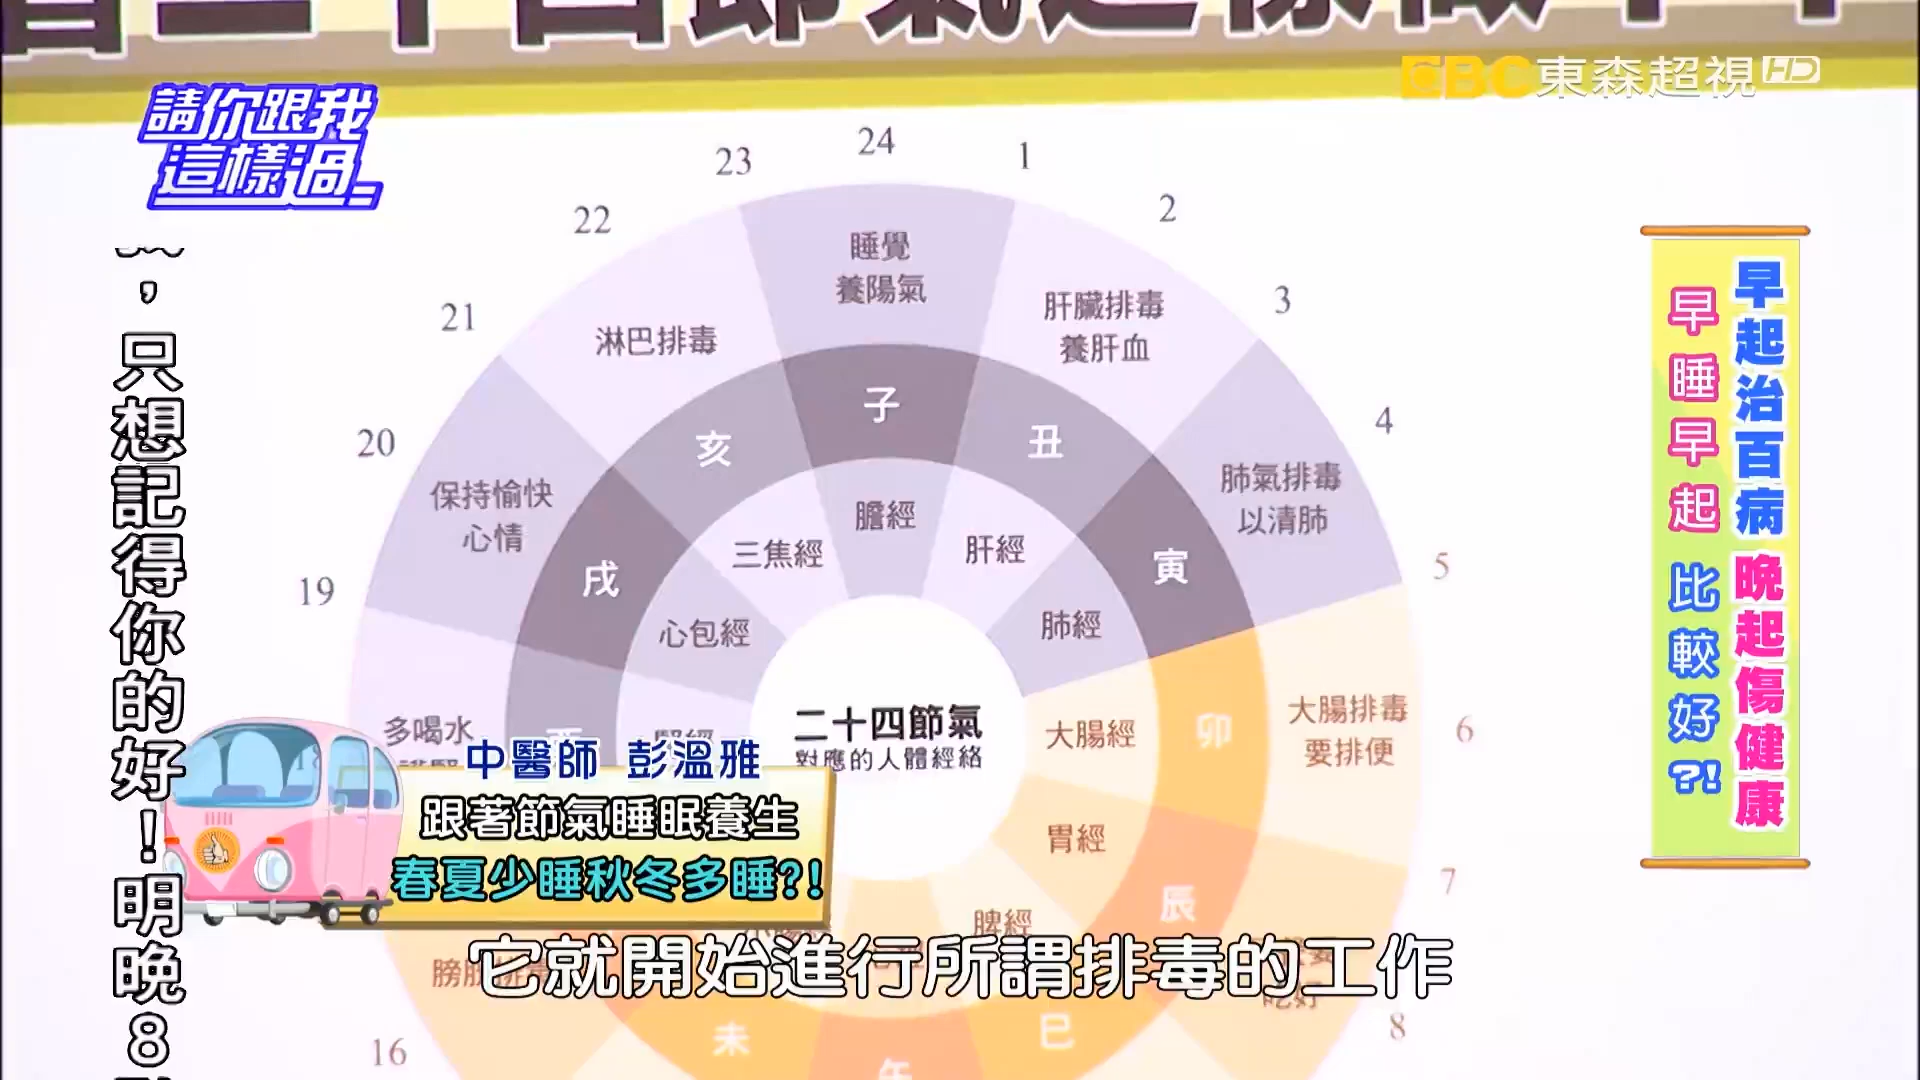 二十四節氣
EBC東森超視HD
請你跟我
這樣過
，只想記得你的好！明晚8
早起治百病 晚起傷健康
早睡早起 比較好?!
23
24
1
22
2
21
3
20
4
19
5
6
7
8
16
睡覺
養陽氣
肝臟排毒
養肝血
淋巴排毒
肺氣排毒
以清肺
保持愉快
心情
大腸排毒
要排便
多喝水
子
丑
亥
寅
戌
卯
辰
巳
午
未
膽經
肝經
三焦經
肺經
心包經
大腸經
胃經
脾經
二十四節氣
對應的人體經絡
中醫師 彭溫雅
跟著節氣睡眠養生
春夏少睡秋冬多睡?!
它就開始進行所謂排毒的工作